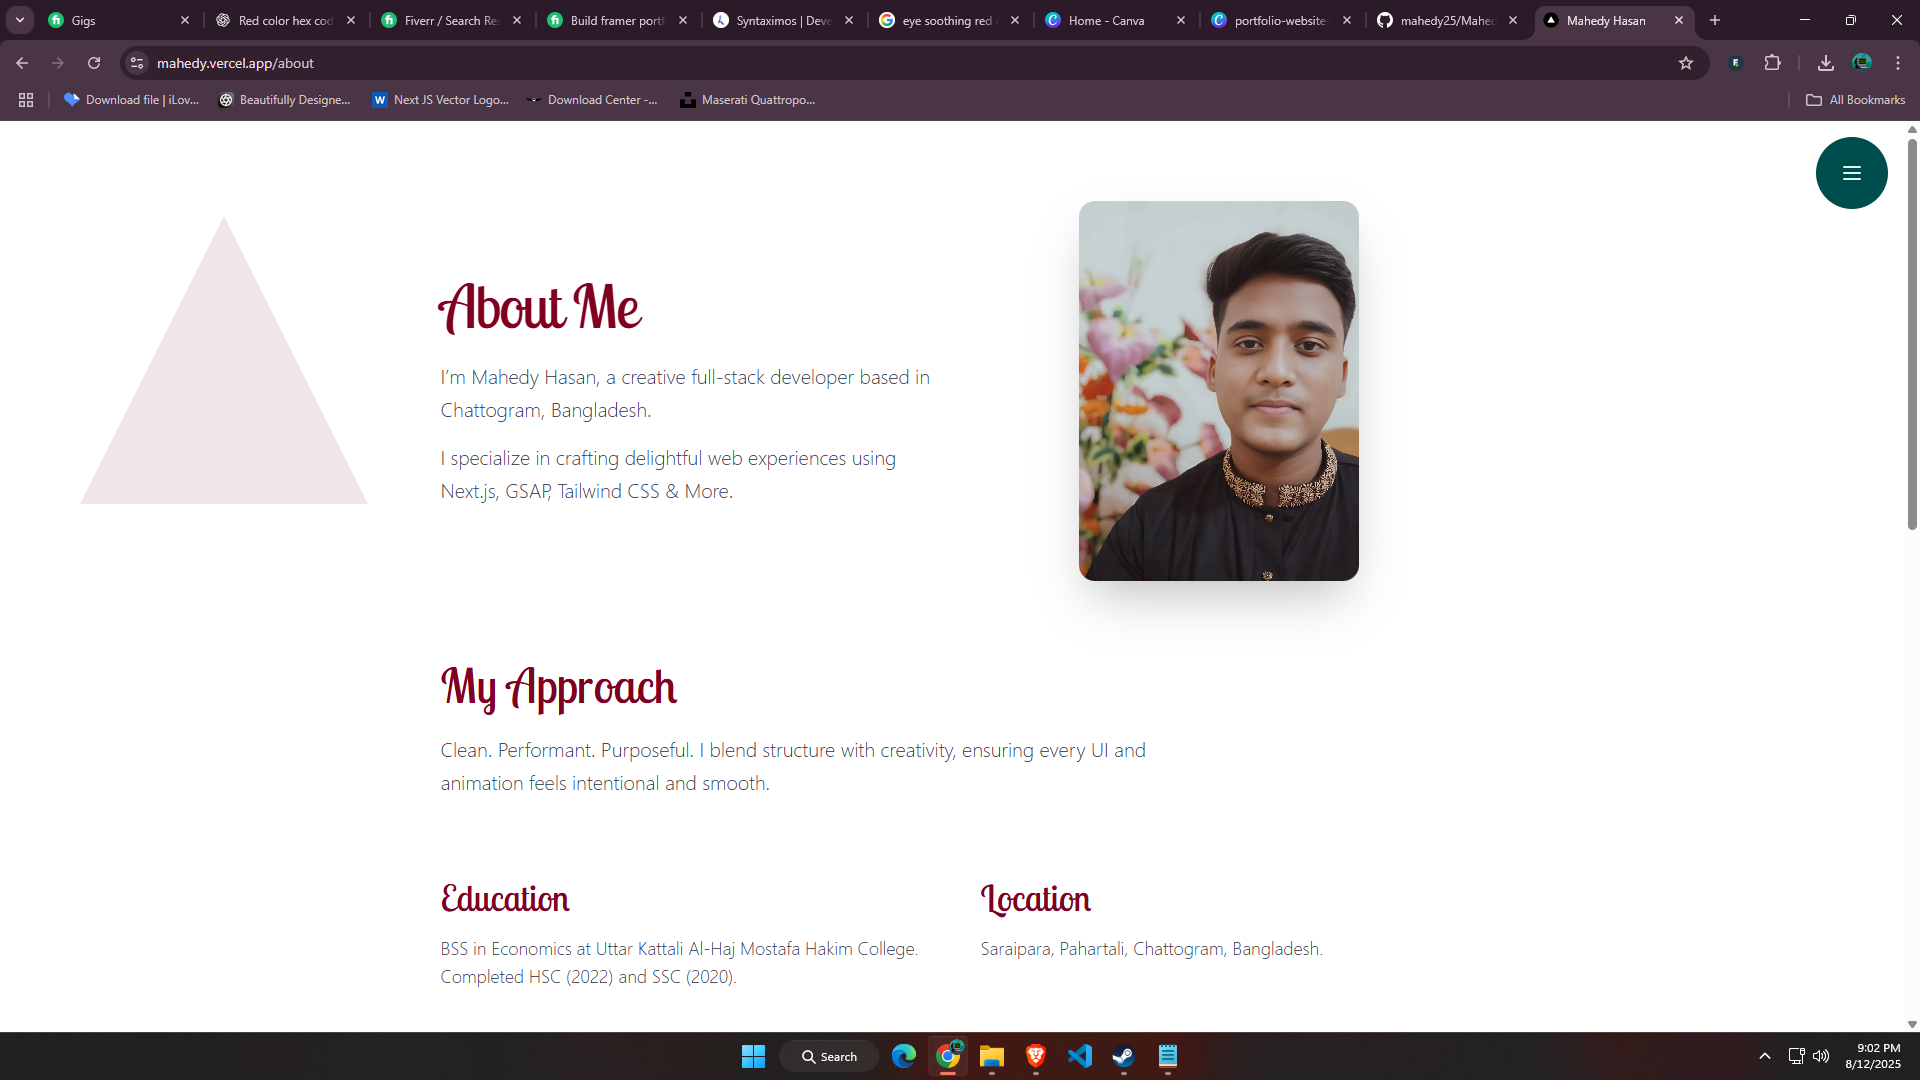 Gigs
Red color hex cod
Fiverr / Search Re
Build framer portf
Syntaximos | Deve
eye soothing red
Home - Canva
portfolio-website-
mahedy25/Mahed
Mahedy Hasan
mahedy.vercel.app/about
Download file | iLov...
Beautifully Designe...
Next JS Vector Logo...
Download Center -...
Maserati Quattropo...
All Bookmarks
About Me
I’m Mahedy Hasan, a creative full-stack developer based in
Chattogram, Bangladesh.
I specialize in crafting delightful web experiences using
Next.js, GSAP, Tailwind CSS & More.
My Approach
Clean. Performant. Purposeful. I blend structure with creativity, ensuring every UI and
animation feels intentional and smooth.
Education
BSS in Economics at Uttar Kattali Al-Haj Mostafa Hakim College.
Completed HSC (2022) and SSC (2020).
Location
Saraipara, Pahartali, Chattogram, Bangladesh.
Search
9:02 PM
8/12/2025